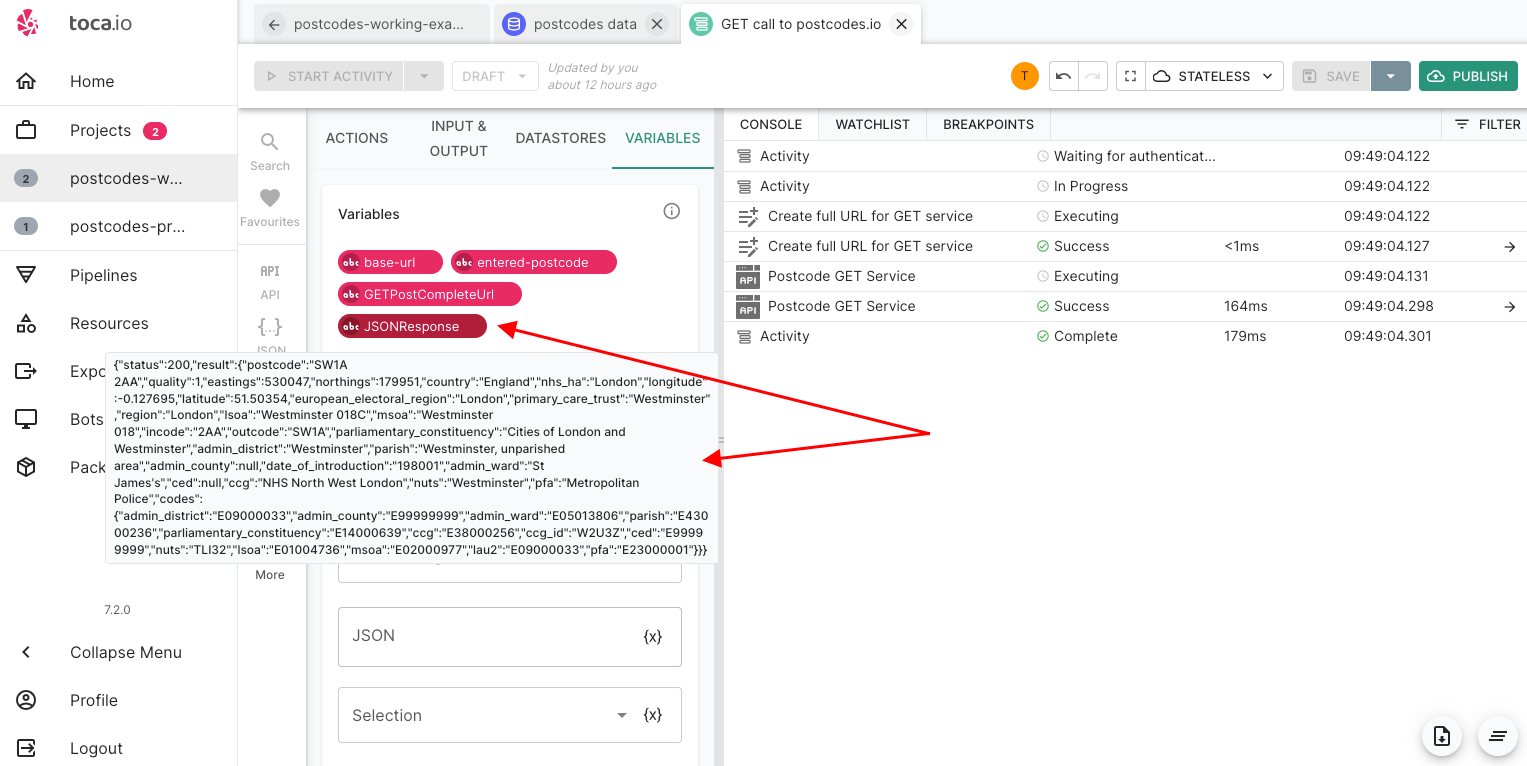 toca.io
postcodes-working-exa...
postcodes data
GET call to postcodes.io
START ACTIVITY
DRAFT
Updated by you
about 12 hours ago
T
STATELESS
SAVE
PUBLISH
Home
Projects 2
2 postcodes-w...
1 postcodes-pr...
Pipelines
Resources
Expo
Bots
Pack
7.2.0
Collapse Menu
Profile
Logout
Search
Favourites
API
API
{...}
JSON
More
ACTIONS
INPUT &
OUTPUT
DATASTORES
VARIABLES
Variables
abc base-url
abc entered-postcode
abc GETPostCompleteUrl
abc JSONResponse
{"status":200,"result":{"postcode":"SW1A
2AA","quality":1,"eastings":530047,"northings":179951,"country":"England","nhs_ha":"London","longitude"
:-0.127695,"latitude":51.50354,"european_electoral_region":"London","primary_care_trust":"Westminster"
,"region":"London","lsoa":"Westminster 018C","msoa":"Westminster
018","incode":"2AA","outcode":"SW1A","parliamentary_constituency":"Cities of London and
Westminster","admin_district":"Westminster","parish":"Westminster, unparished
area","admin_county":null,"date_of_introduction":"198001","admin_ward":"St
James's","ced":null,"ccg":"NHS North West London","nuts":"Westminster","pfa":"Metropolitan
Police","codes":
{"admin_district":"E09000033","admin_county":"E99999999","admin_ward":"E05013806","parish":"E430
00236","parliamentary_constituency":"E14000639","ccg":"E38000256","ccg_id":"W2U3Z","ced":"E9999
9999","nuts":"TLI32","lsoa":"E01004736","msoa":"E02000977","lau2":"E09000033","pfa":"E23000001"}}}
JSON {x}
Selection {x}
CONSOLE WATCHLIST BREAKPOINTS FILTER
Activity Waiting for authenticat... 09:49:04.122
Activity In Progress 09:49:04.122
Create full URL for GET service Executing 09:49:04.122
Create full URL for GET service Success <1ms 09:49:04.127
API Postcode GET Service Executing 09:49:04.131
API Postcode GET Service Success 164ms 09:49:04.298
Activity Complete 179ms 09:49:04.301